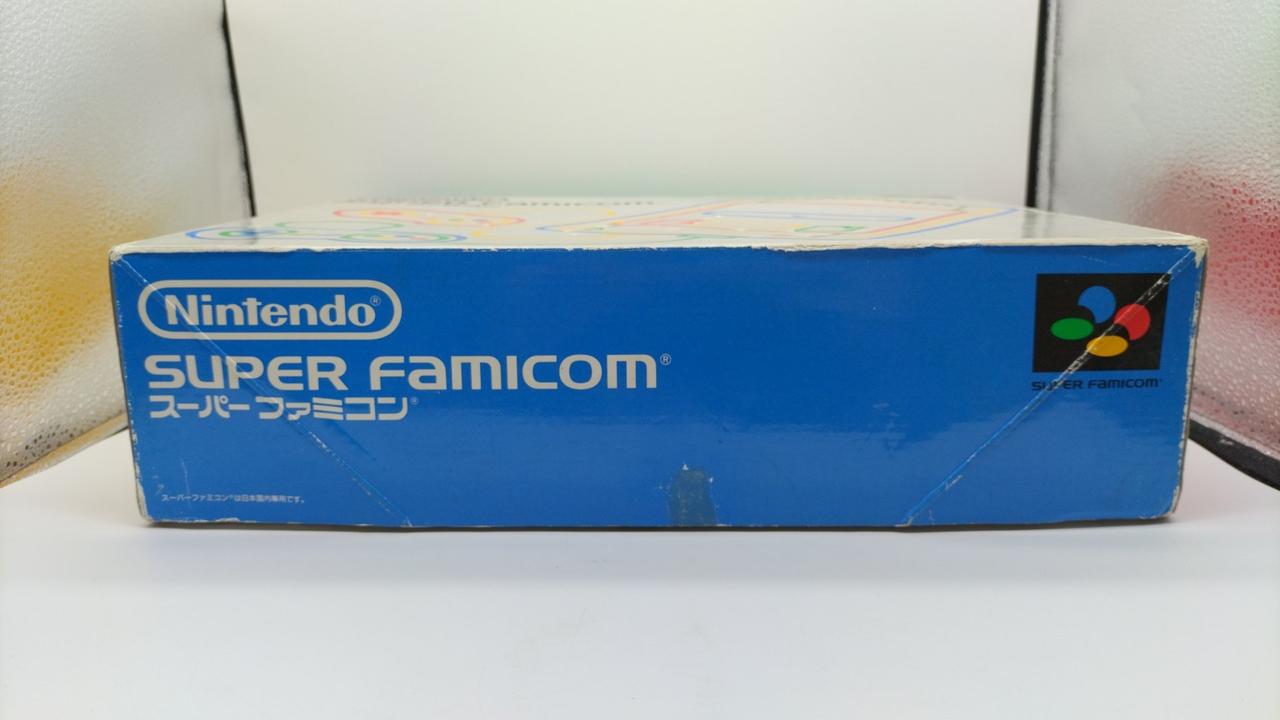 Nintendo®
SUPER Famicom®
スーパーファミコン®
スーパーファミコン®は日本国内専用です。
SUPER Famicom